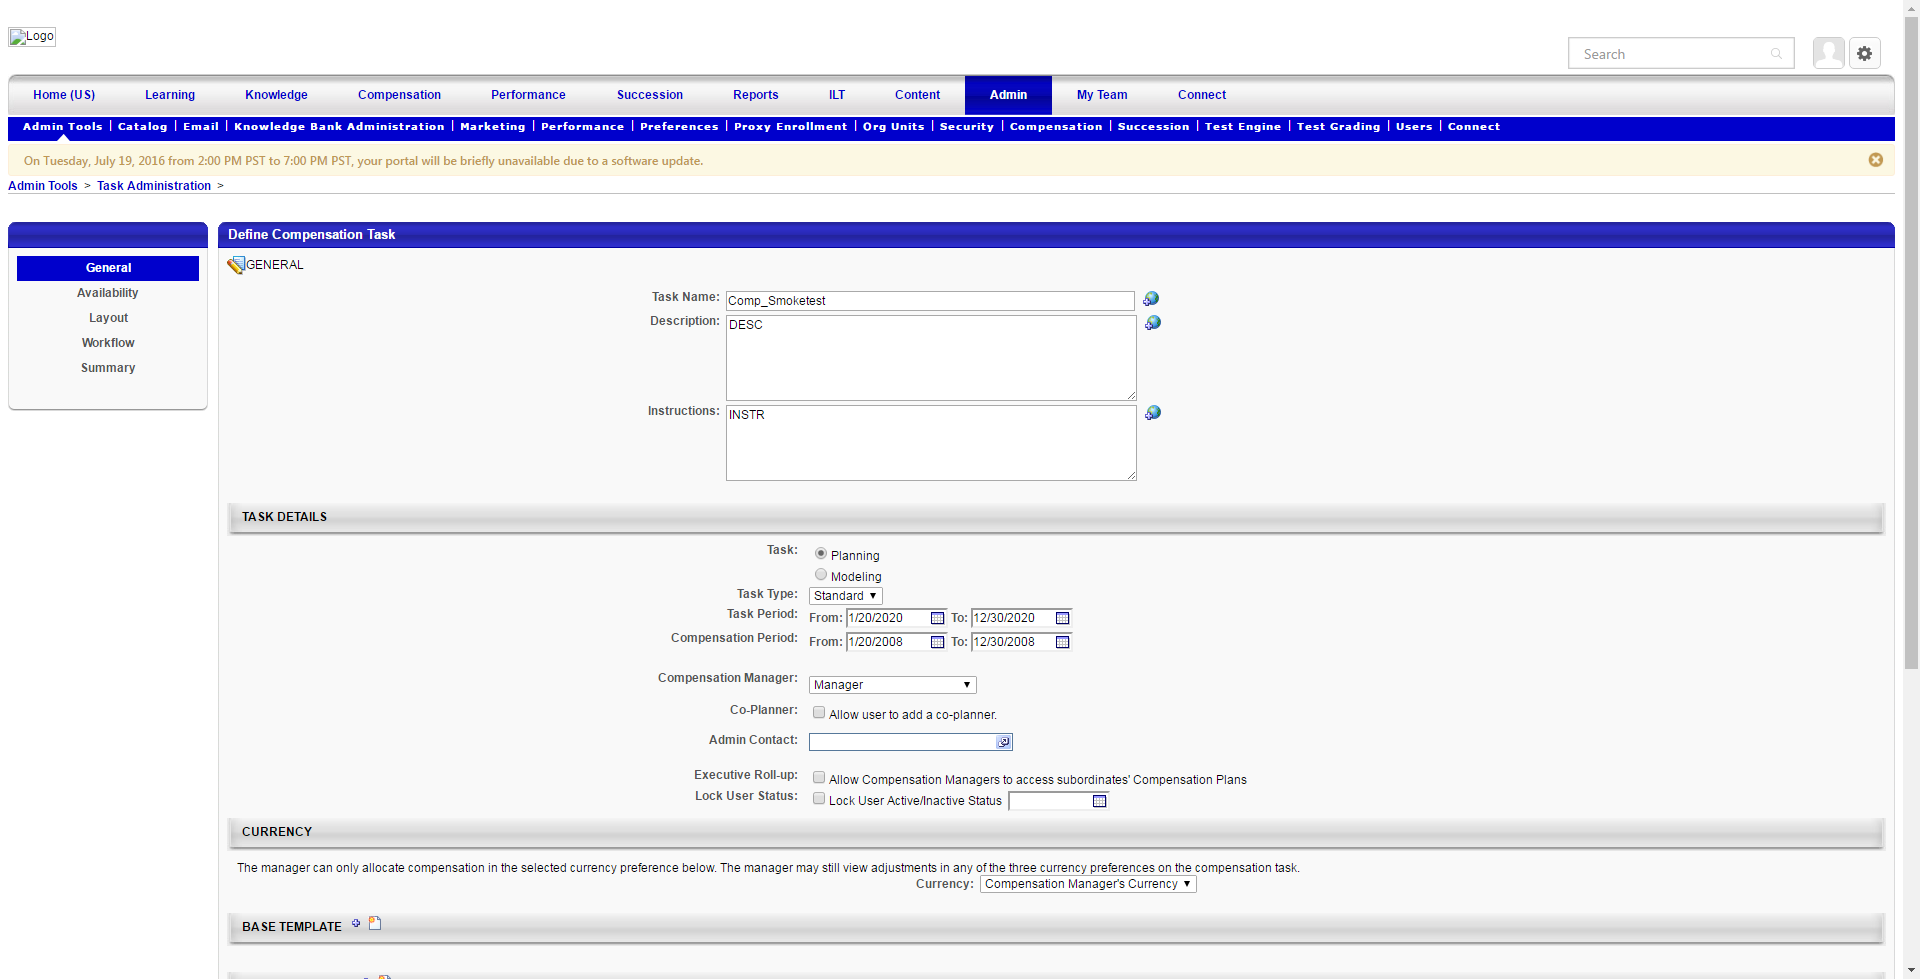 Logo
Search
Home (US) Learning Knowledge Compensation Performance Succession Reports ILT Content Admin My Team Connect
Admin Tools | Catalog | Email | Knowledge Bank Administration | Marketing | Performance | Preferences | Proxy Enrollment | Org Units | Security | Compensation | Succession | Test Engine | Test Grading | Users | Connect
On Tuesday, July 19, 2016 from 2:00 PM PST to 7:00 PM PST, your portal will be briefly unavailable due to a software update.
Admin Tools > Task Administration >
General
Availability
Layout
Workflow
Summary
Define Compensation Task
GENERAL
Task Name: Comp_Smoketest
Description: DESC
Instructions: INSTR
TASK DETAILS
Task: Planning
Modeling
Task Type: Standard
Task Period: From: 1/20/2020 To: 12/30/2020
Compensation Period: From: 1/20/2008 To: 12/30/2008
Compensation Manager: Manager
Co-Planner: Allow user to add a co-planner.
Admin Contact:
Executive Roll-up: Allow Compensation Managers to access subordinates' Compensation Plans
Lock User Status: Lock User Active/Inactive Status
CURRENCY
The manager can only allocate compensation in the selected currency preference below. The manager may still view adjustments in any of the three currency preferences on the compensation task.
Currency: Compensation Manager's Currency
BASE TEMPLATE